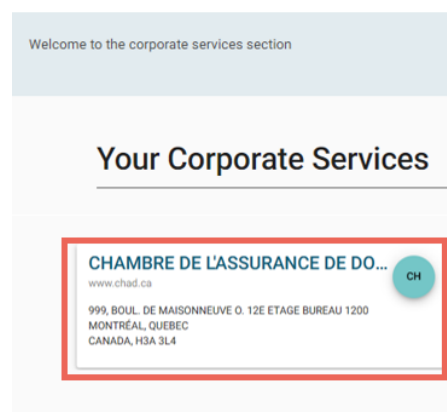 Welcome to the corporate services section
Your Corporate Services
CHAMBRE DE L'ASSURANCE DE DO...
CH
www.chad.ca
999, BOUL. DE MAISONNEUVE O. 12E ETAGE BUREAU 1200
MONTRÉAL, QUEBEC
CANADA, H3A 3L4